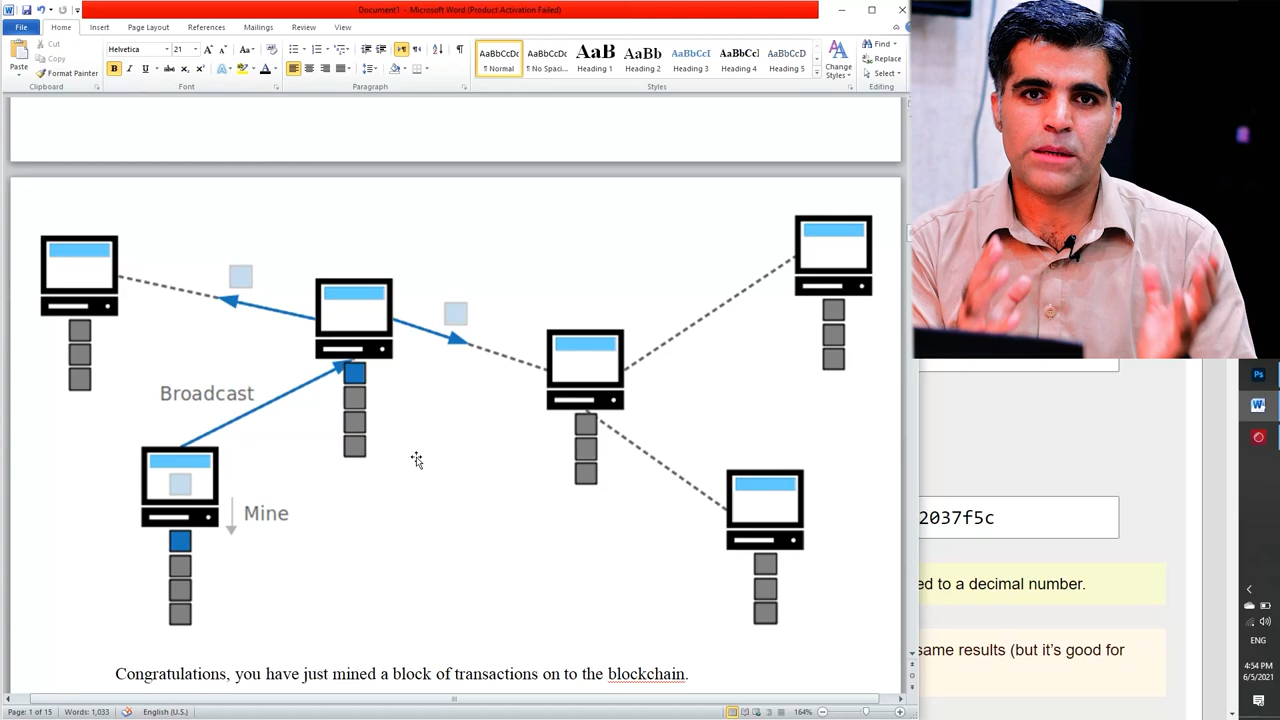 Document1 - Microsoft Word (Product Activation Failed)
File Home Insert Page Layout References Mailings Review View
Paste
Cut
Copy
Format Painter
Clipboard
Helvetica 21
Font
Paragraph
AaBbCcDc AaBbCcDc AaB AaBb AaBbCcI AaBbCc AaBbCcD
¶ Normal ¶ No Spaci... Heading 1 Heading 2 Heading 3 Heading 4 Heading 5
Styles
Change
Styles
Find
Replace
Select
Editing
Broadcast
Mine
Congratulations, you have just mined a block of transactions on to the blockchain.
2037f5c
ed to a decimal number.
same results (but it's good for
Ps
W
ENG
4:54 PM
6/5/2021
Page: 1 of 15 Words: 1,033 English (U.S.) 164%